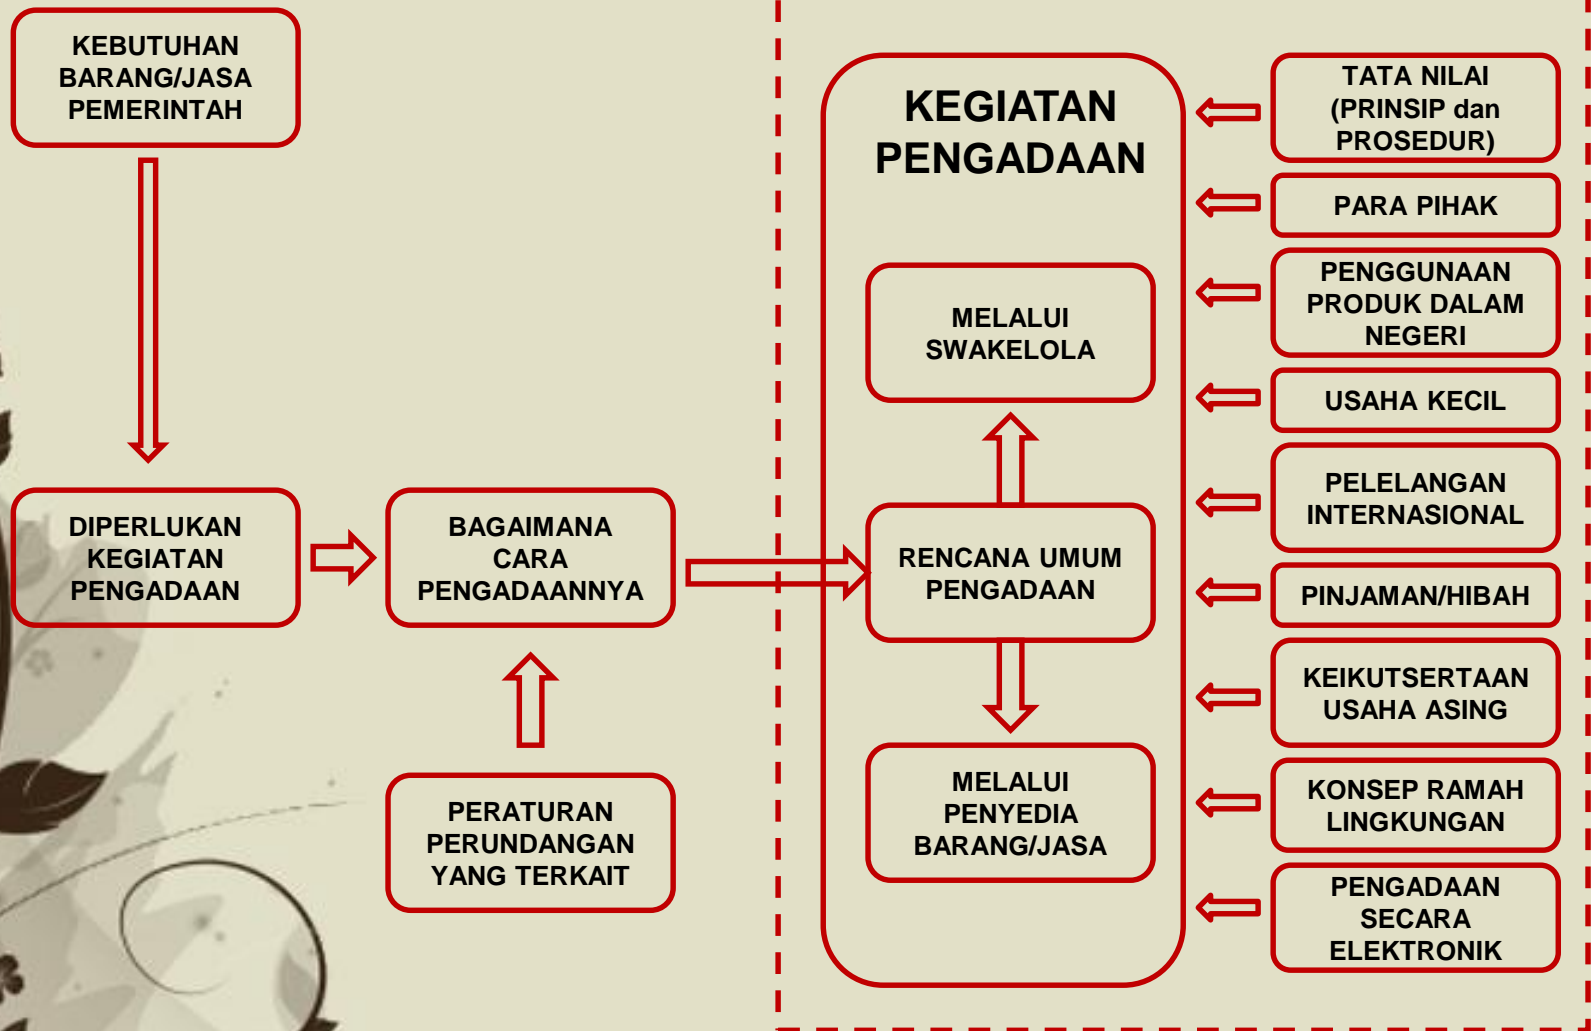 KEBUTUHAN
BARANG/JASA
PEMERINTAH
DIPERLUKAN
KEGIATAN
PENGADAAN
BAGAIMANA
CARA
PENGADAANNYA
PERATURAN
PERUNDANGAN
YANG TERKAIT
KEGIATAN
PENGADAAN
MELALUI
SWAKELOLA
RENCANA UMUM
PENGADAAN
MELALUI
PENYEDIA
BARANG/JASA
TATA NILAI
(PRINSIP dan
PROSEDUR)
PARA PIHAK
PENGGUNAAN
PRODUK DALAM
NEGERI
USAHA KECIL
PELELANGAN
INTERNASIONAL
PINJAMAN/HIBAH
KEIKUTSERTAAN
USAHA ASING
KONSEP RAMAH
LINGKUNGAN
PENGADAAN
SECARA
ELEKTRONIK